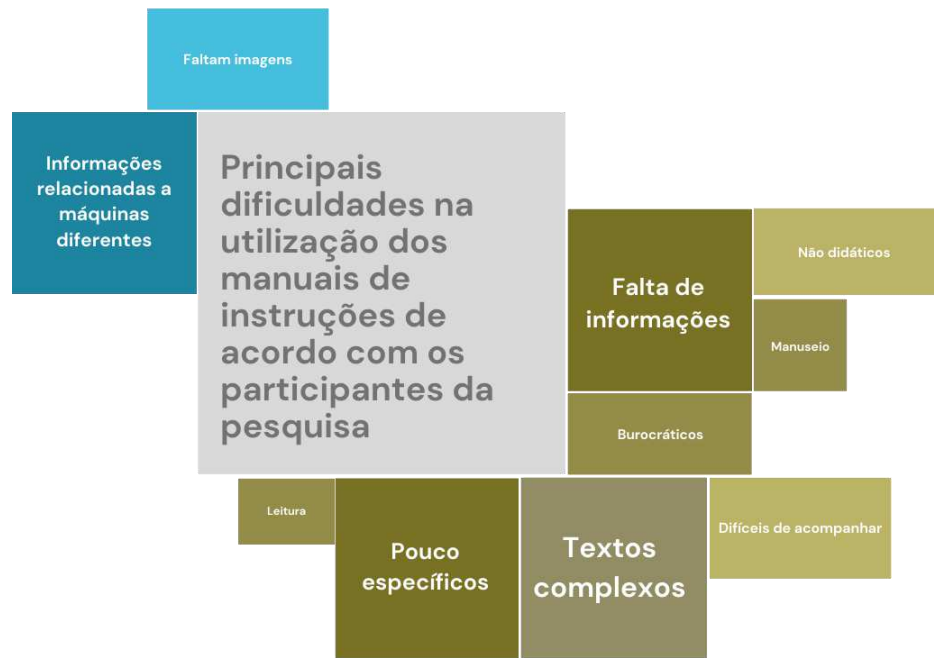 Faltam imagens
Informações
relacionadas a
máquinas
diferentes
Principais
dificuldades na
utilização dos
manuais de
instruções de
acordo com os
participantes da
pesquisa
Falta de
informações
Não didáticos
Manuseio
Burocráticos
Leitura
Pouco
específicos
Textos
complexos
Difíceis de acompanhar